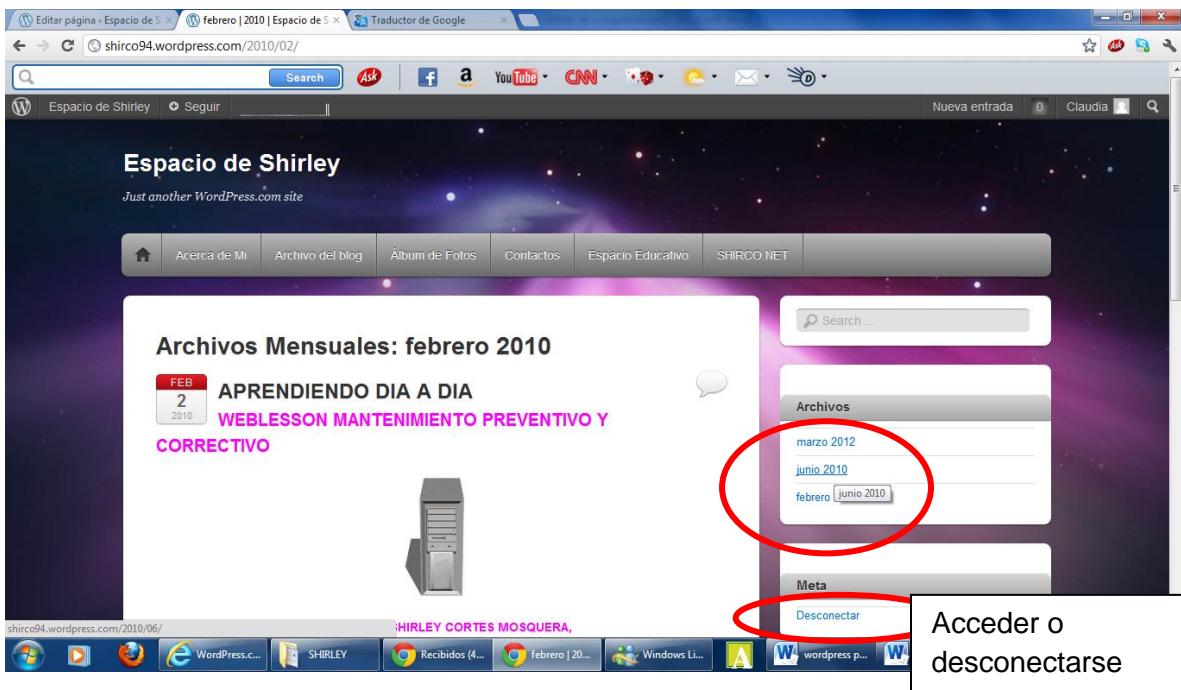 Editar página ‹ Espacio de S
febrero | 2010 | Espacio de S
Traductor de Google
shirco94.wordpress.com/2010/02/
Search
Ask
a
YouTube
CNN
Espacio de Shirley
Seguir
Nueva entrada
0
Claudia
Espacio de Shirley
Just another WordPress.com site
Acerca de Mi
Archivo del blog
Álbum de Fotos
Contactos
Espacio Educativo
SHIRCO NET
Search ...
Archivos Mensuales: febrero 2010
FEB
2
2010
APRENDIENDO DIA A DIA
WEBLESSON MANTENIMIENTO PREVENTIVO Y
CORRECTIVO
Archivos
marzo 2012
junio 2010
febrero
junio 2010
Meta
Desconectar
Acceder o
desconectarse
shirco94.wordpress.com/2010/06/
SHIRLEY CORTES MOSQUERA,
WordPress.c...
SHIRLEY
Recibidos (4...
febrero | 20...
Windows Li...
wordpress p...